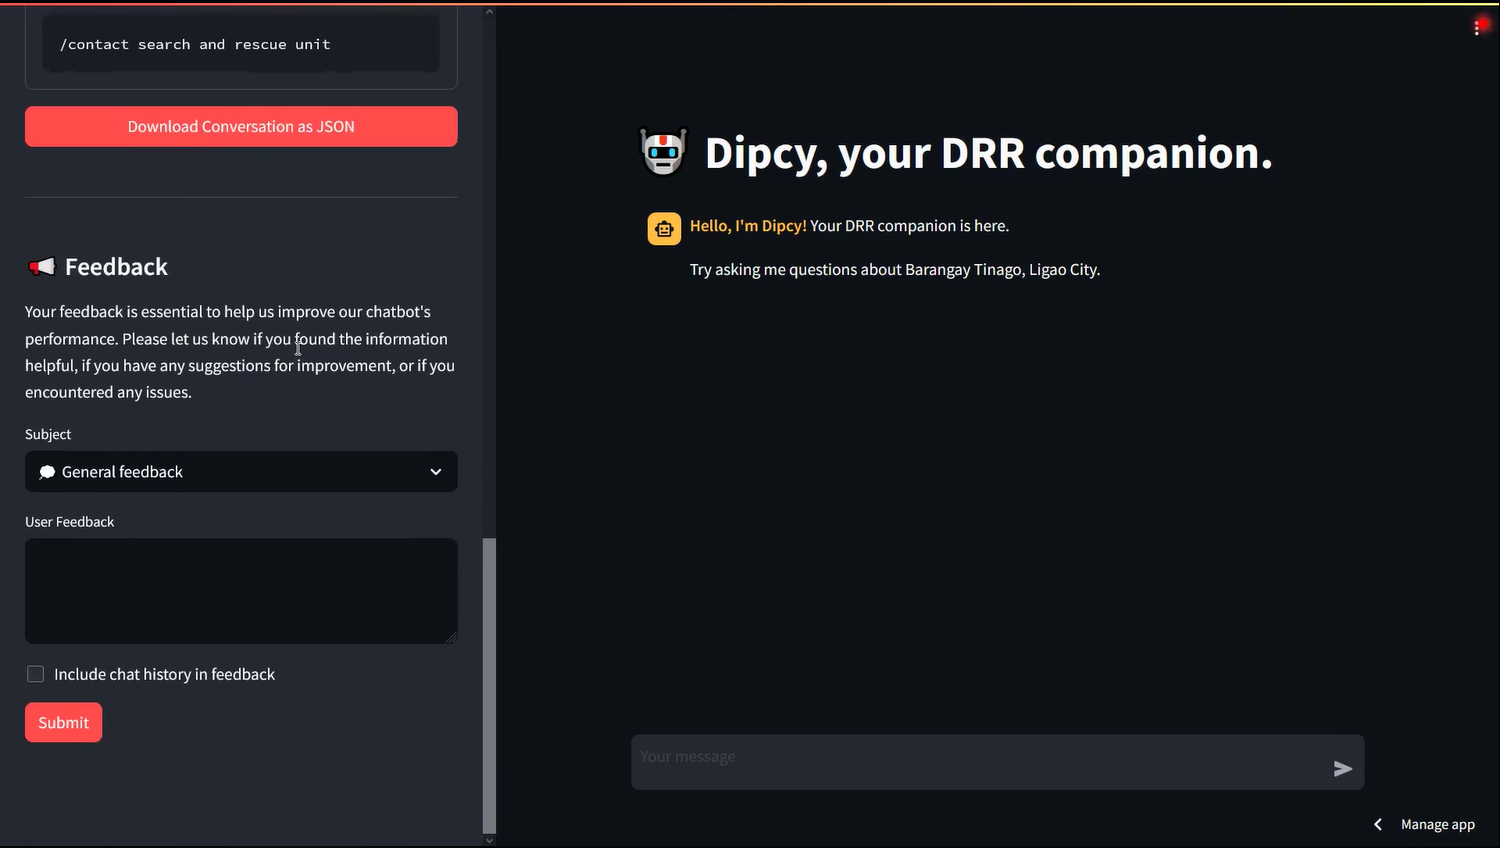 /contact search and rescue unit
Download Conversation as JSON
Feedback
Your feedback is essential to help us improve our chatbot's
performance. Please let us know if you found the information
helpful, if you have any suggestions for improvement, or if you
encountered any issues.
Subject
General feedback
User Feedback
Include chat history in feedback
Submit
Dipcy, your DRR companion.
Hello, I'm Dipcy! Your DRR companion is here.
Try asking me questions about Barangay Tinago, Ligao City.
Your message
Manage app